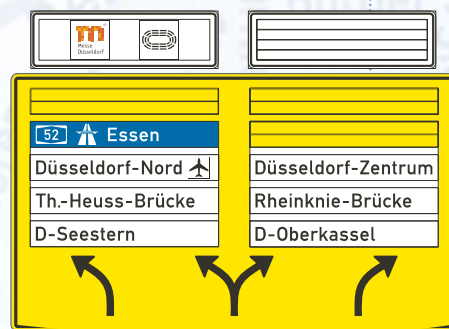 m
Messe
Düsseldorf
52 Essen
Düsseldorf-Nord
Th.-Heuss-Brücke
D-Seestern
Düsseldorf-Zentrum
Rheinknie-Brücke
D-Oberkassel